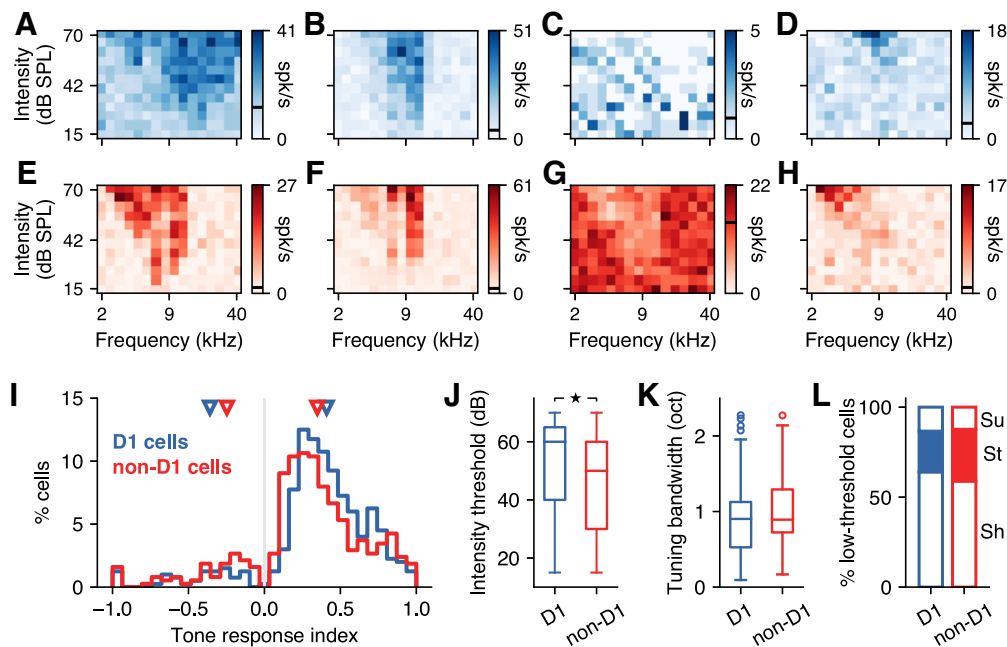 A
B
C
D
Intensity
(dB SPL)
70
42
15
41
0
spk/s
51
0
spk/s
5
0
spk/s
18
0
spk/s
E
F
G
H
Intensity
(dB SPL)
70
42
15
27
0
spk/s
61
0
spk/s
22
0
spk/s
17
0
spk/s
2 9 40
2 9 40
2 9 40
2 9 40
Frequency (kHz)
Frequency (kHz)
Frequency (kHz)
Frequency (kHz)
I
D1 cells
non-D1 cells
% cells
15
10
5
0
−1.0 −0.5 0.0 0.5 1.0
Tone response index
J
★
Intensity threshold (dB)
60
40
20
D1 non-D1
K
Tuning bandwidth (oct)
2
1
0
D1 non-D1
L
% low-threshold cells
100
50
0
Su
St
Sh
D1 non-D1